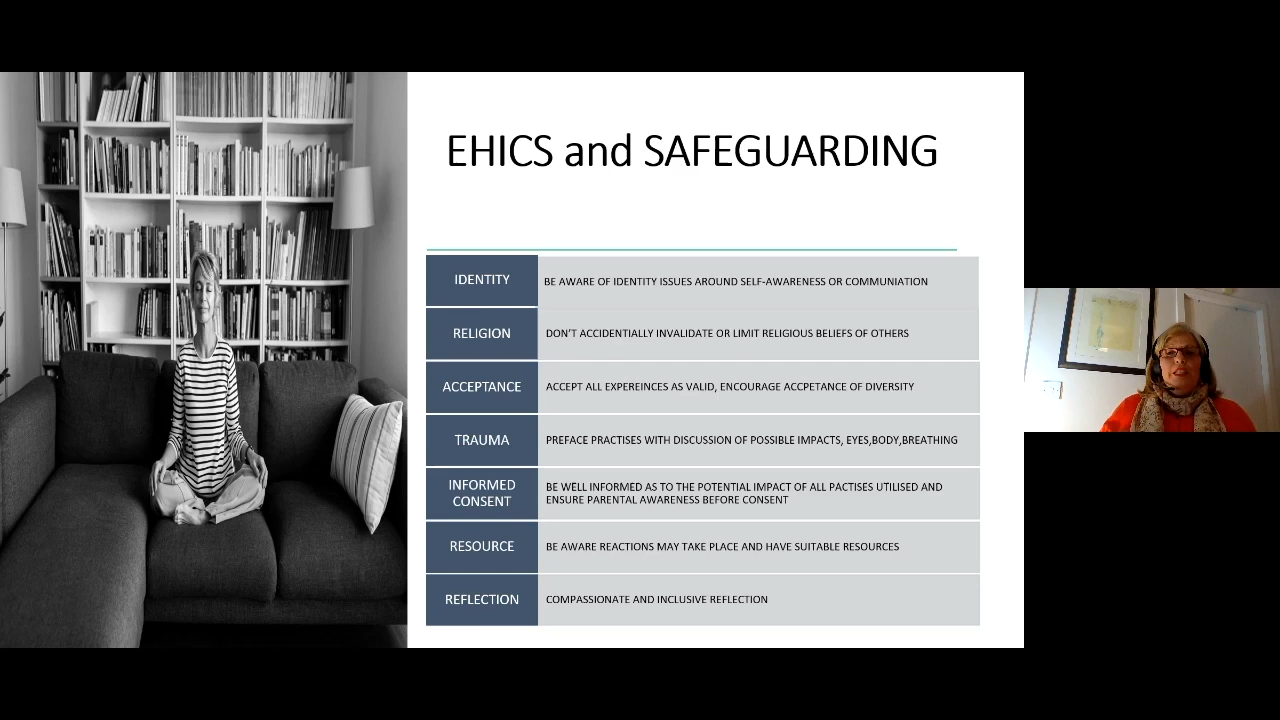 EHICS and SAFEGUARDING
IDENTITY
BE AWARE OF IDENTITY ISSUES AROUND SELF-AWARENESS OR COMMUNIATION
RELIGION
DON'T ACCIDENTIALLY INVALIDATE OR LIMIT RELIGIOUS BELIEFS OF OTHERS
ACCEPTANCE
ACCEPT ALL EXPEREINCES AS VALID, ENCOURAGE ACCPETANCE OF DIVERSITY
TRAUMA
PREFACE PRACTISES WITH DISCUSSION OF POSSIBLE IMPACTS, EYES,BODY,BREATHING
INFORMED
CONSENT
BE WELL INFORMED AS TO THE POTENTIAL IMPACT OF ALL PACTISES UTILISED AND
ENSURE PARENTAL AWARENESS BEFORE CONSENT
RESOURCE
BE AWARE REACTIONS MAY TAKE PLACE AND HAVE SUITABLE RESOURCES
REFLECTION
COMPASSIONATE AND INCLUSIVE REFLECTION